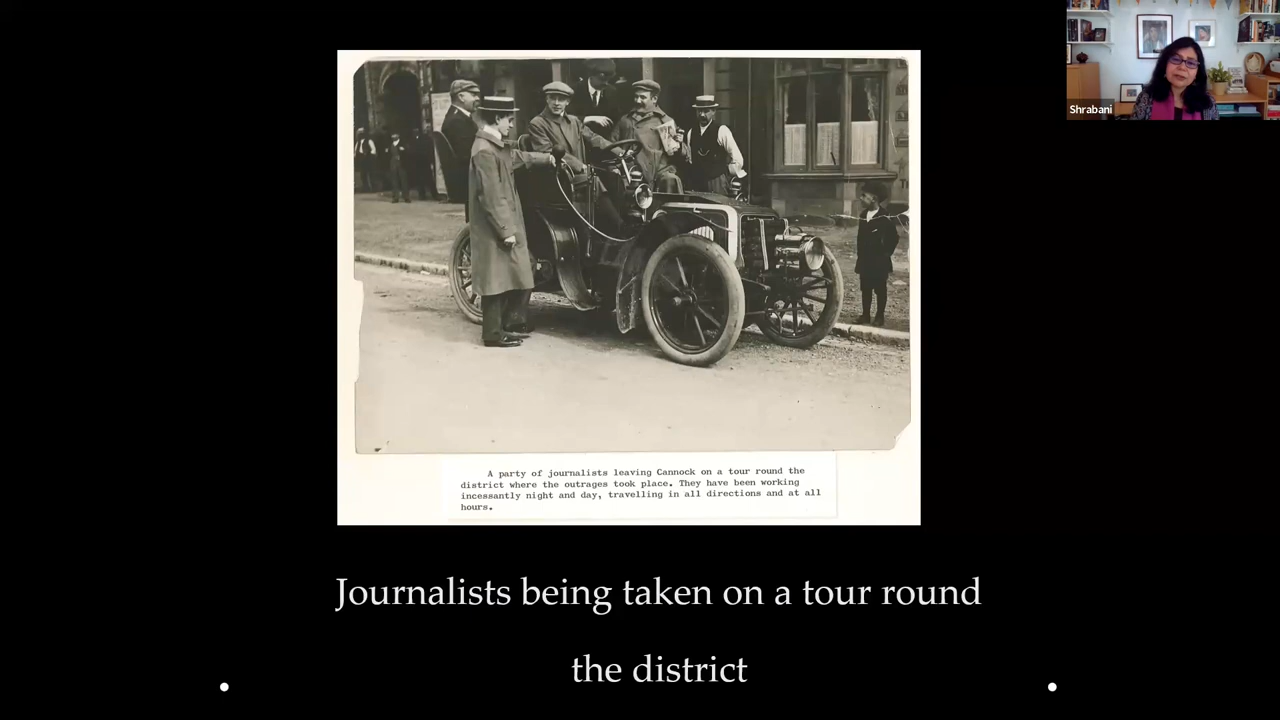 Shrabani
A party of journalists leaving Cannock on a tour round the
district where the outrages took place. They have been working
incessantly night and day, travelling in all directions and at all
hours.
Journalists being taken on a tour round
the district